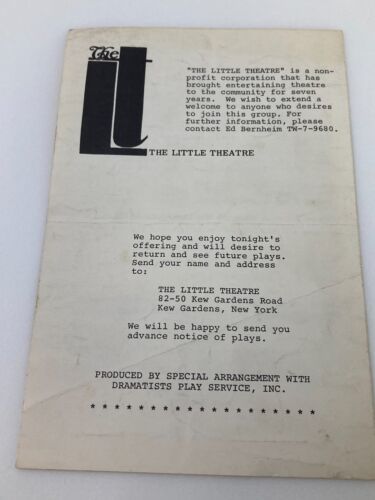 The
lt
"THE LITTLE THEATRE" is a non-
profit corporation that has
brought entertaining theatre
to the community for seven
years. We wish to extend a
welcome to anyone who desires
to join this group. For
further information, please
contact Ed Bernheim TW-7-9680.
THE LITTLE THEATRE
We hope you enjoy tonight's
offering and will desire to
return and see future plays.
Send your name and address
to:
THE LITTLE THEATRE
82-50 Kew Gardens Road
Kew Gardens, New York
We will be happy to send you
advance notice of plays.
PRODUCED BY SPECIAL ARRANGEMENT WITH
DRAMATISTS PLAY SERVICE, INC.
* * * * * * * * * * * * * * * * * * *